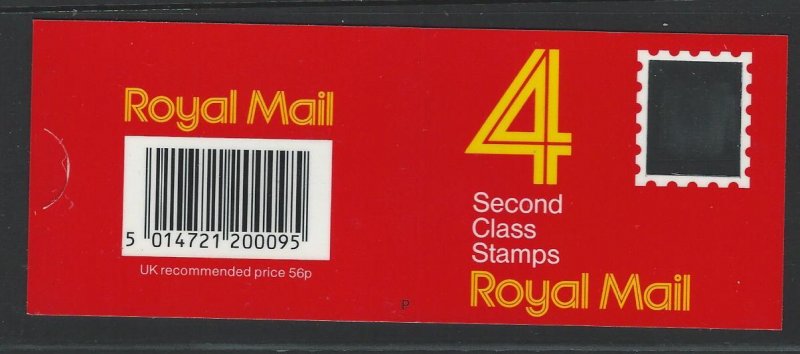 Royal Mail
5 014721 200095
UK recommended price 56p
P
4
Second
Class
Stamps
Royal Mail